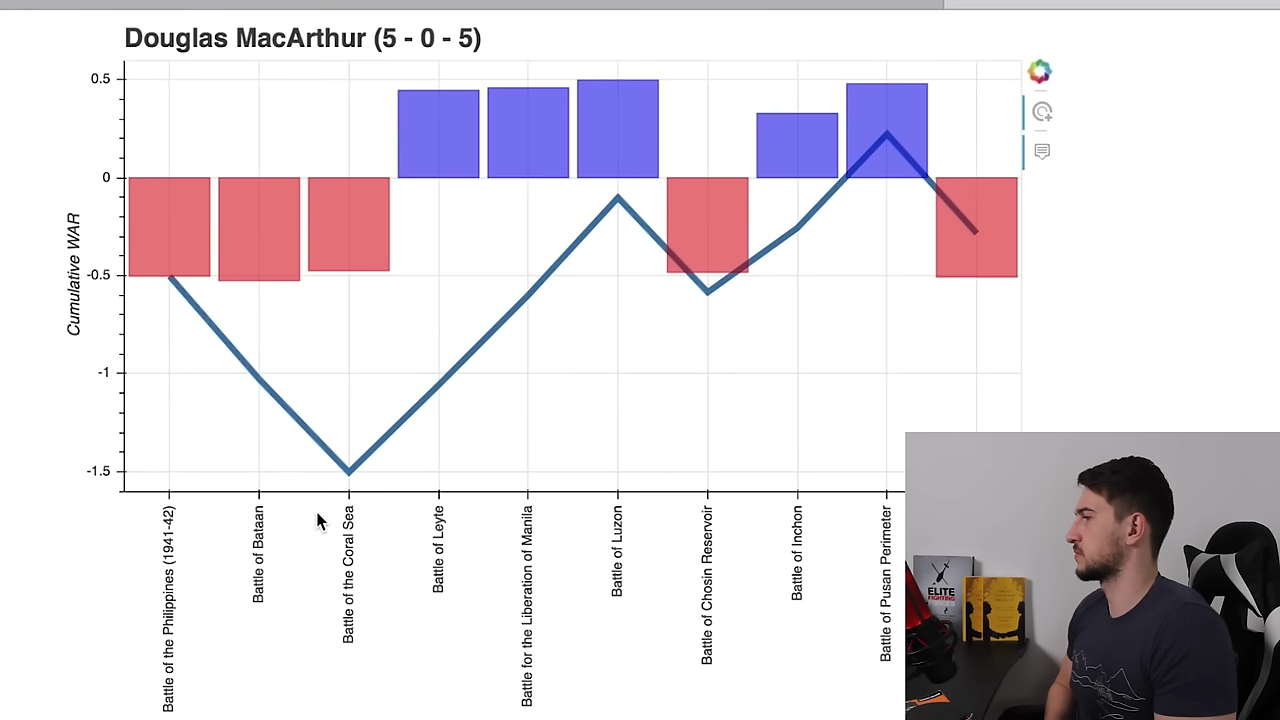 Douglas MacArthur (5 - 0 - 5)
0.5
0
-0.5
-1
-1.5
Cumulative WAR
Battle of the Philippines (1941-42)
Battle of Bataan
Battle of the Coral Sea
Battle of Leyte
Battle for the Liberation of Manila
Battle of Luzon
Battle of Chosin Reservoir
Battle of Inchon
Battle of Pusan Perimeter
ELITE
FIGHTING